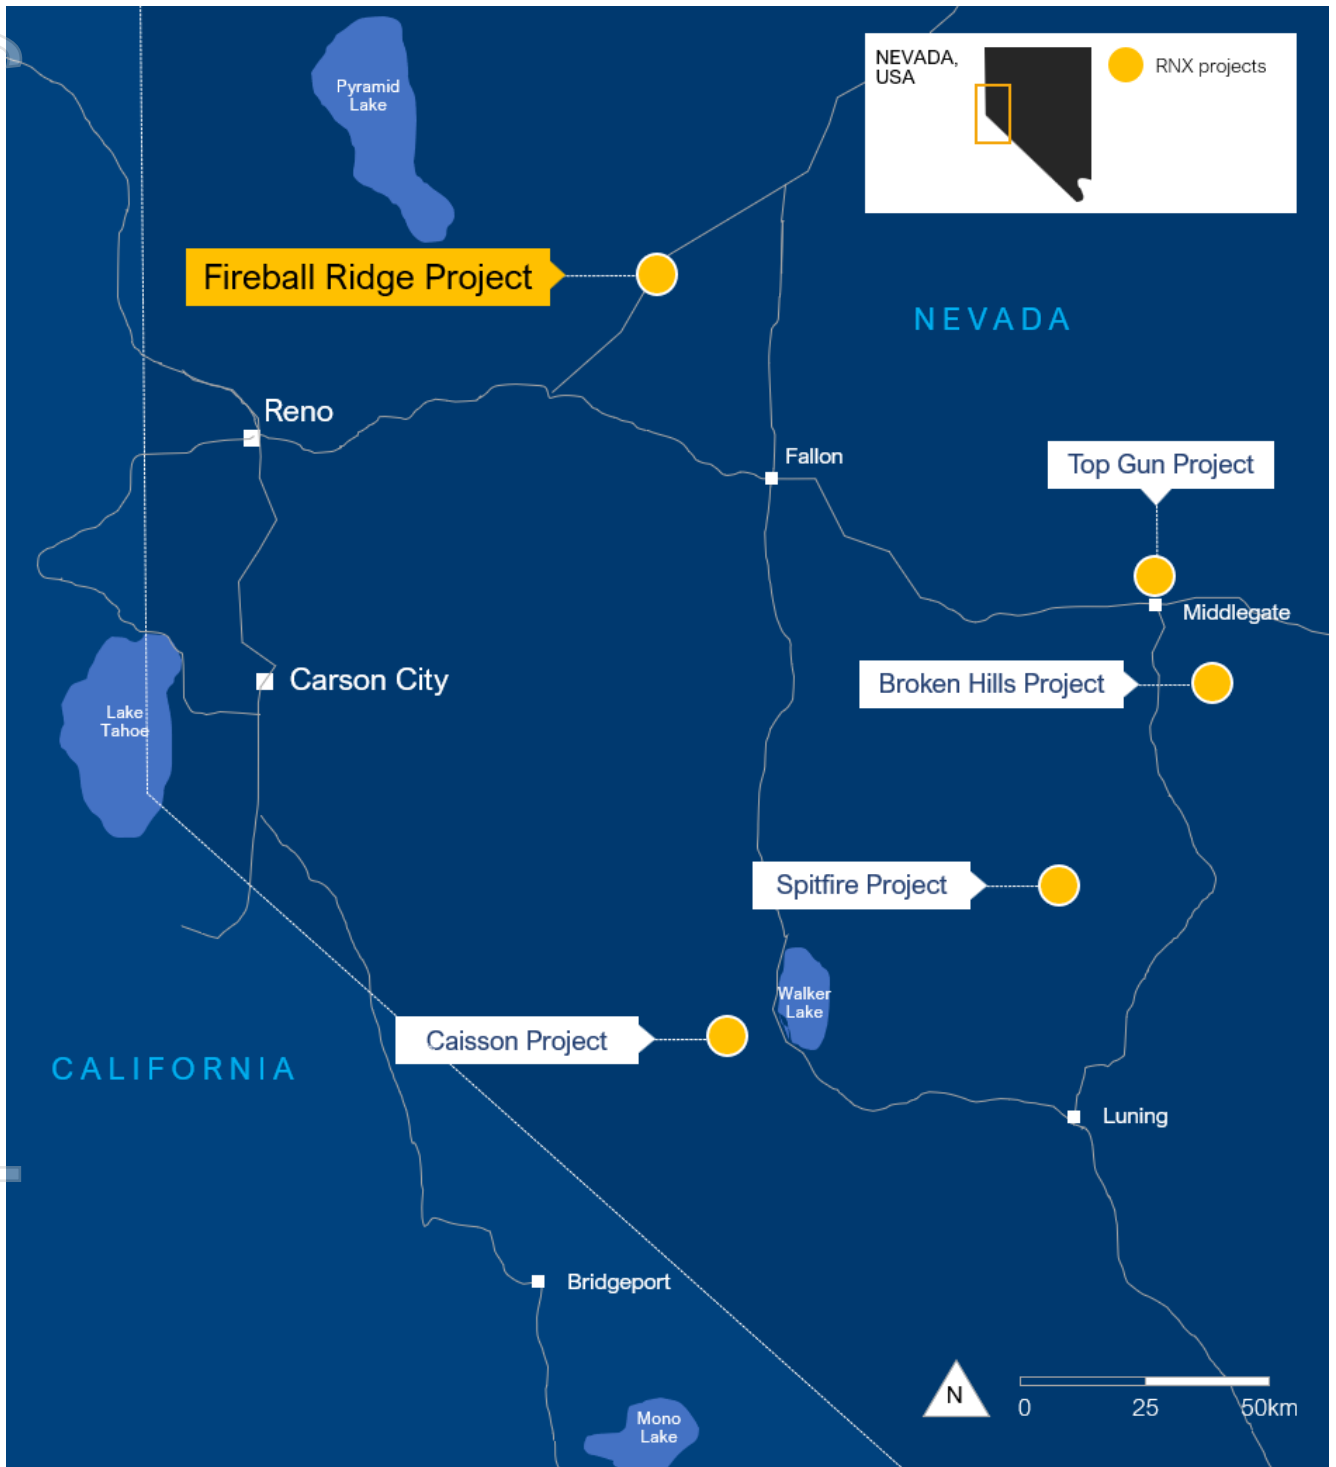 Pyramid
Lake
NEVADA,
USA
RNX projects
Fireball Ridge Project
NEVADA
Reno
Fallon
Top Gun Project
Middlegate
Carson City
Broken Hills Project
Lake
Tahoe
Spitfire Project
Walker
Lake
Caisson Project
CALIFORNIA
Luning
Bridgeport
N
0 25 50km
Mono
Lake